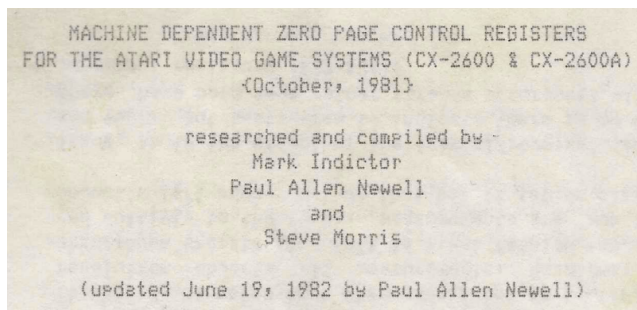 MACHINE DEPENDENT ZERO PAGE CONTROL REGISTERS
FOR THE ATARI VIDEO GAME SYSTEMS (CX-2600 & CX-2600A)
{October, 1981}
researched and compiled by -
Mark Indictor
Paul Allen Newell
and
Steve Morris
(updated June 19, 1982 by Paul Allen Newell)